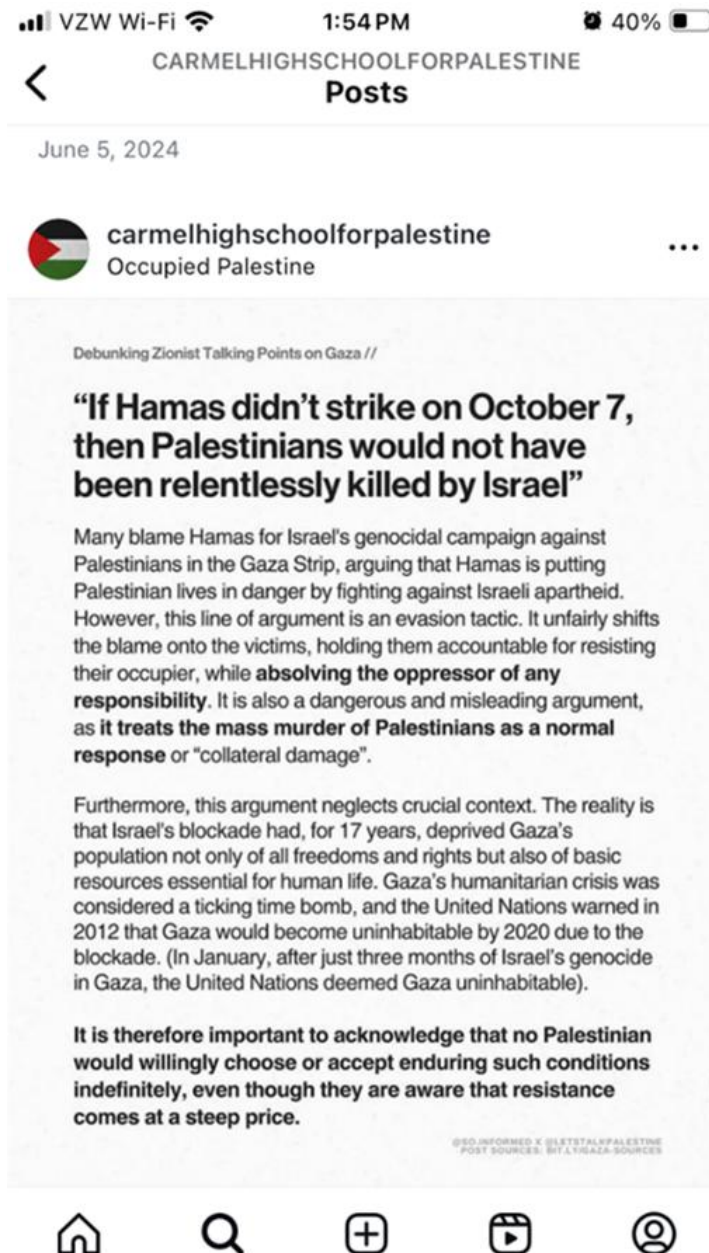 VZW Wi-Fi 1:54 PM 40%
CARMELHIGHSCHOOLFORPALESTINE
Posts
June 5, 2024
carmelhighschoolforpalestine
Occupied Palestine
Debunking Zionist Talking Points on Gaza //
“If Hamas didn’t strike on October 7,
then Palestinians would not have
been relentlessly killed by Israel”
Many blame Hamas for Israel's genocidal campaign against
Palestinians in the Gaza Strip, arguing that Hamas is putting
Palestinian lives in danger by fighting against Israeli apartheid.
However, this line of argument is an evasion tactic. It unfairly shifts
the blame onto the victims, holding them accountable for resisting
their occupier, while absolving the oppressor of any
responsibility. It is also a dangerous and misleading argument,
as it treats the mass murder of Palestinians as a normal
response or “collateral damage”.
Furthermore, this argument neglects crucial context. The reality is
that Israel's blockade had, for 17 years, deprived Gaza's
population not only of all freedoms and rights but also of basic
resources essential for human life. Gaza's humanitarian crisis was
considered a ticking time bomb, and the United Nations warned in
2012 that Gaza would become uninhabitable by 2020 due to the
blockade. (In January, after just three months of Israel's genocide
in Gaza, the United Nations deemed Gaza uninhabitable).
It is therefore important to acknowledge that no Palestinian
would willingly choose or accept enduring such conditions
indefinitely, even though they are aware that resistance
comes at a steep price.
@SO.INFORMED X @LETSTALKPALESTINE
POST SOURCES: BIT.LY/GAZA-SOURCES